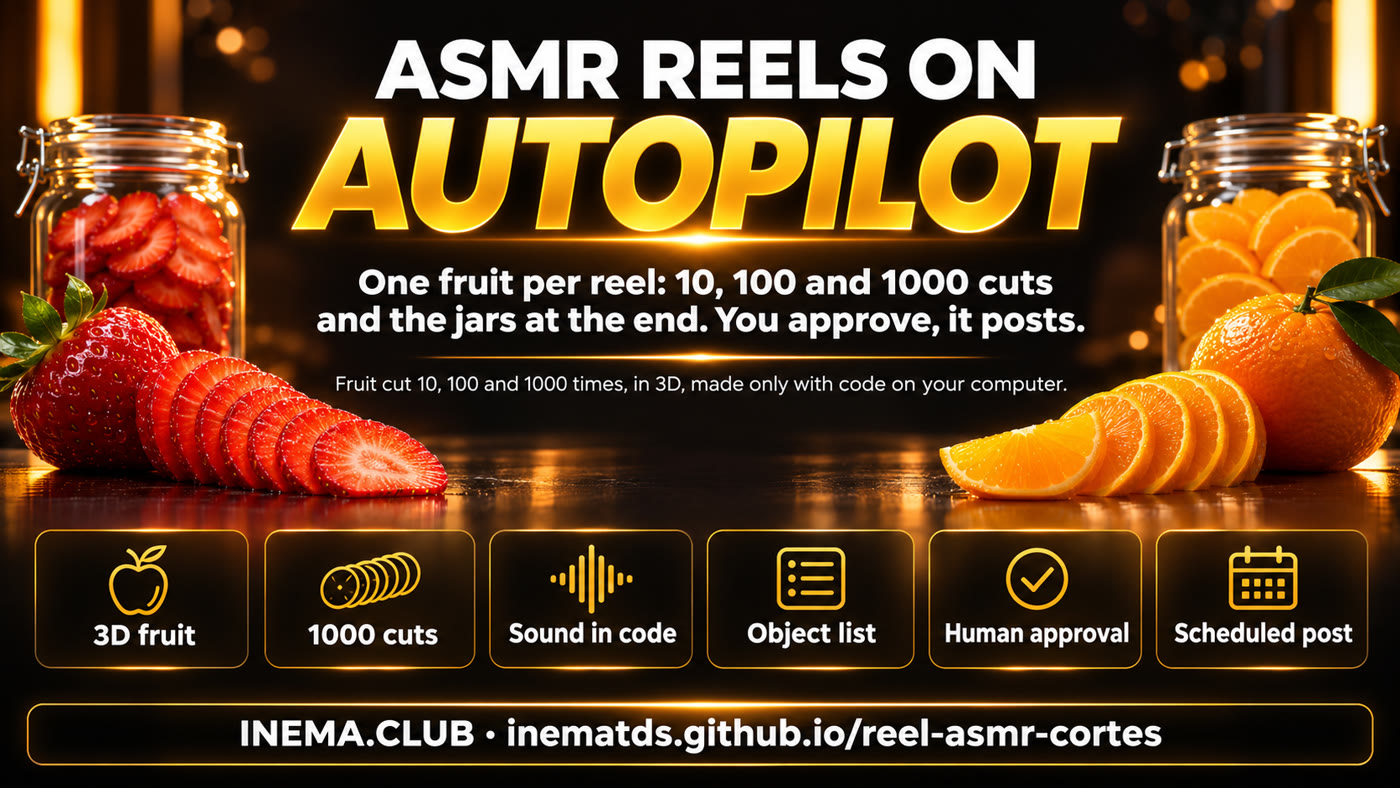 ASMR REELS ON
AUTOPILOT
One fruit per reel: 10, 100 and 1000 cuts
and the jars at the end. You approve, it posts.
Fruit cut 10, 100 and 1000 times, in 3D, made only with code on your computer.
3D fruit
1000 cuts
Sound in code
Object list
Human approval
Scheduled post
INEMA.CLUB • inematds.github.io/reel-asmr-cortes